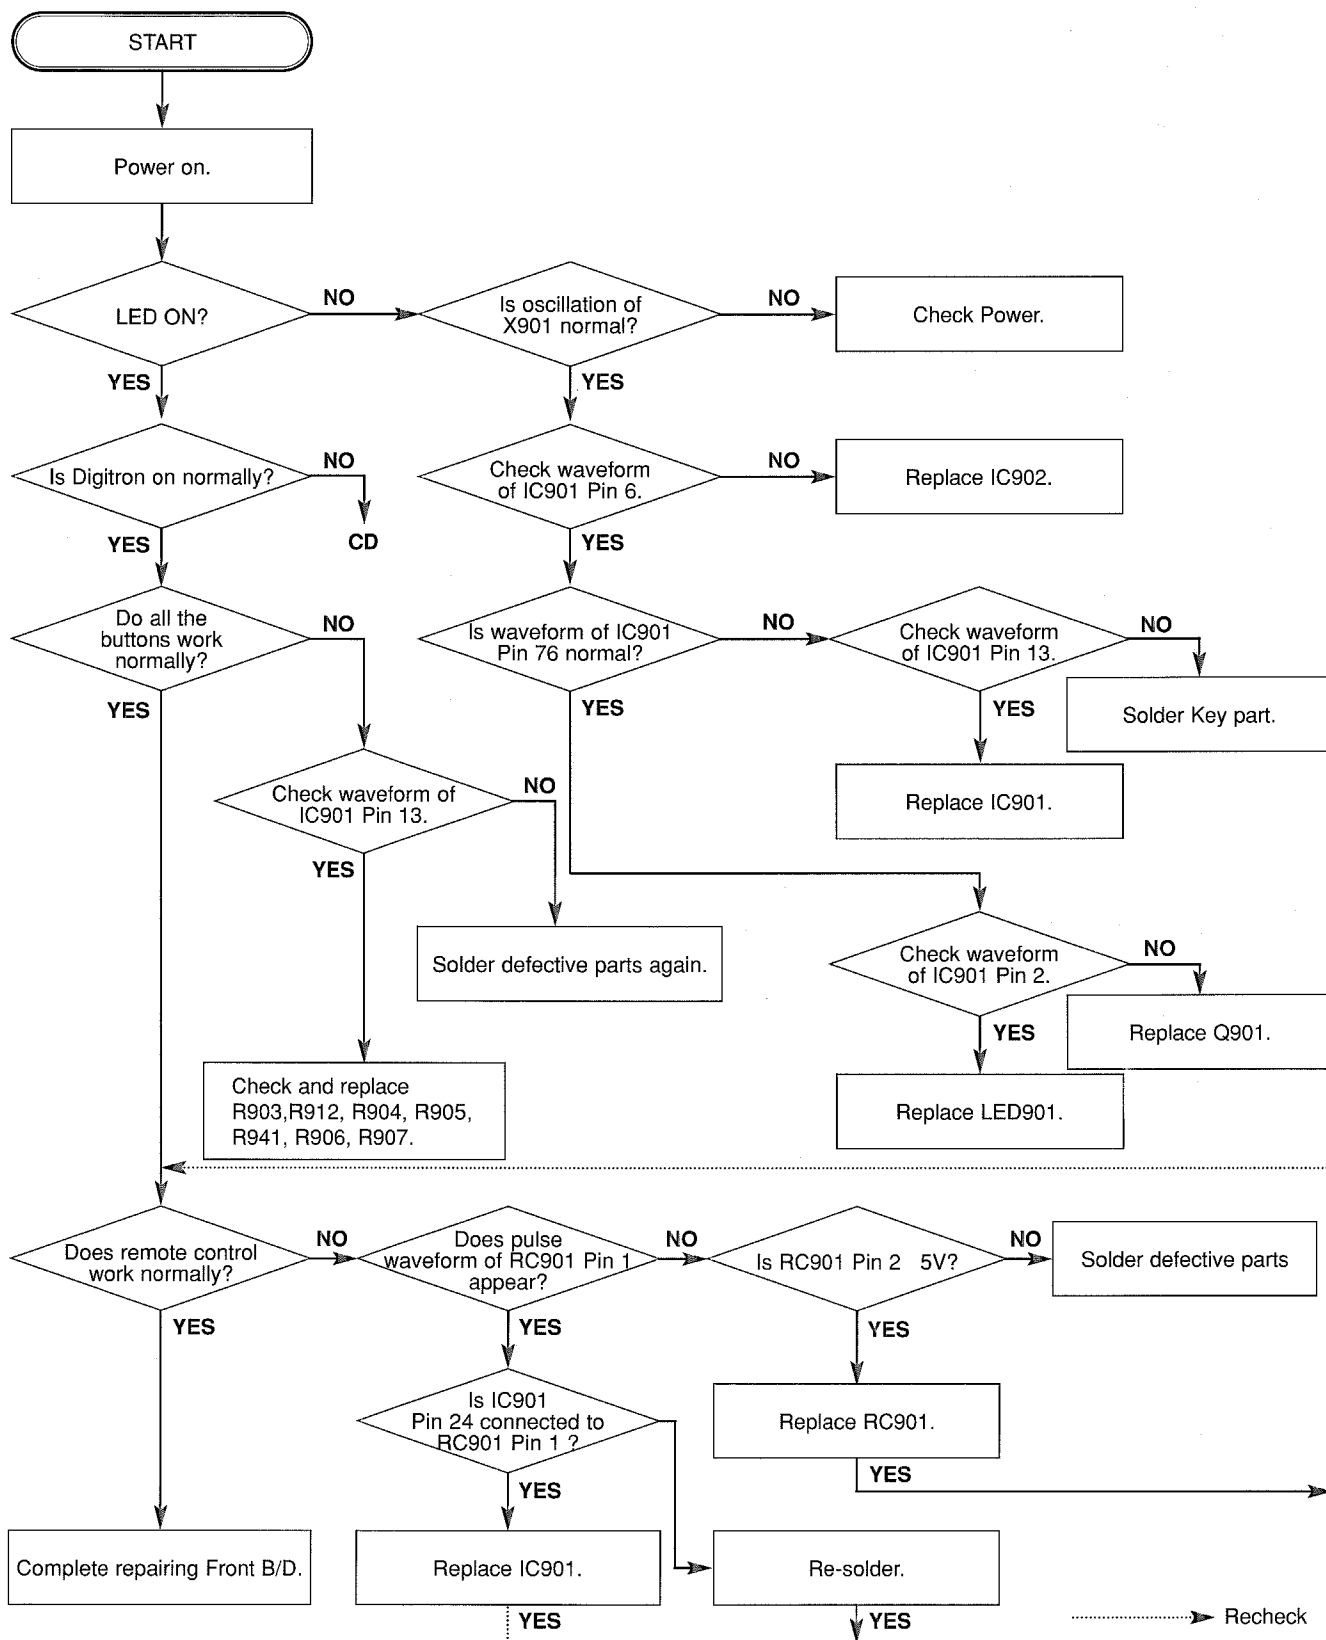 START
Power on.
LED ON?
NO
Is oscillation of
X901 normal?
NO
Check Power.
YES
YES
Is Digitron on normally?
NO
CD
Check waveform
of IC901 Pin 6.
NO
Replace IC902.
YES
YES
Do all the
buttons work
normally?
NO
Is waveform of IC901
Pin 76 normal?
NO
Check waveform
of IC901 Pin 13.
NO
Solder Key part.
YES
YES
YES
Replace IC901.
Check waveform of
IC901 Pin 13.
NO
YES
Solder defective parts again.
Check waveform
of IC901 Pin 2.
NO
Replace Q901.
YES
Replace LED901.
Check and replace
R903,R912, R904, R905,
R941, R906, R907.
Does remote control
work normally?
NO
Does pulse
waveform of RC901 Pin 1
appear?
NO
Is RC901 Pin 2 5V?
NO
Solder defective parts
YES
YES
YES
Is IC901
Pin 24 connected to
RC901 Pin 1 ?
Replace RC901.
YES
YES
Complete repairing Front B/D.
Replace IC901.
Re-solder.
YES
YES
Recheck